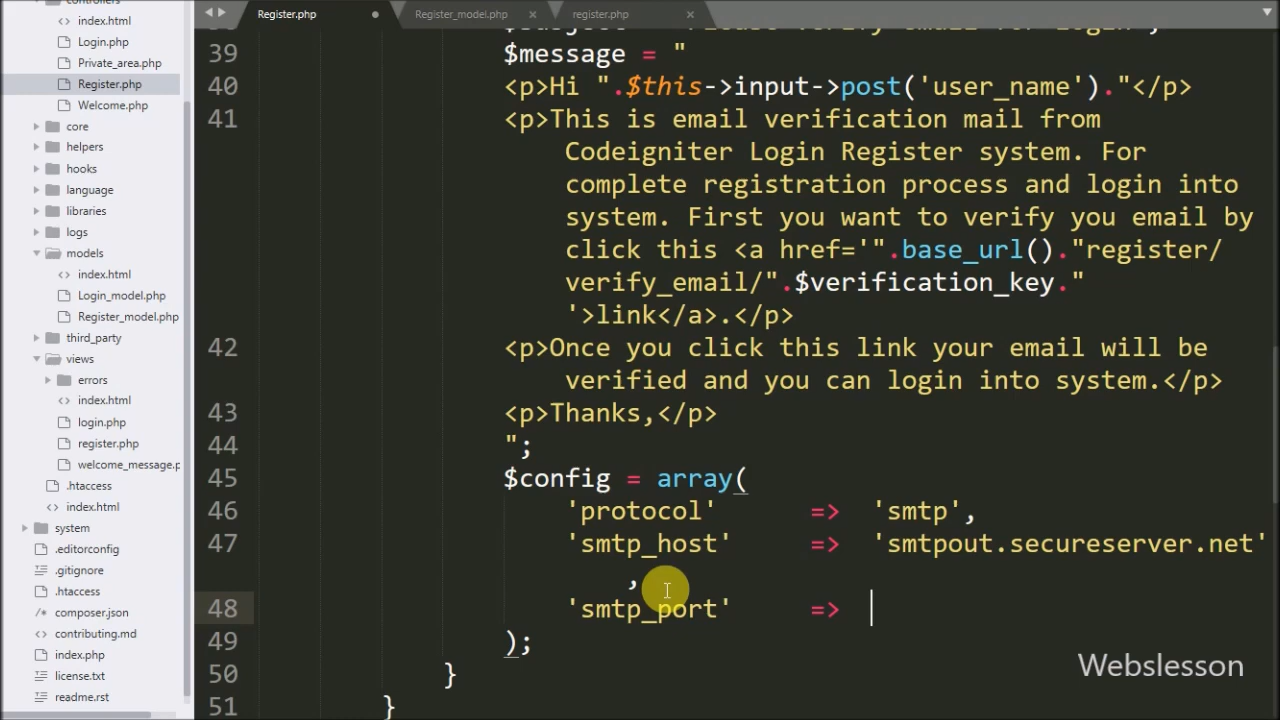 controllers
Register.php
Register_model.php
register.php
index.html
Login.php
Private_area.php
Register.php
Welcome.php
core
helpers
hooks
language
libraries
logs
models
index.html
Login_model.php
Register_model.php
third_party
views
errors
index.html
login.php
register.php
welcome_message.p
.htaccess
index.html
system
.editorconfig
.gitignore
.htaccess
composer.json
contributing.md
index.php
license.txt
readme.rst
39 $message = "
40 <p>Hi ".$this->input->post('user_name')."</p>
41 <p>This is email verification mail from
Codeigniter Login Register system. For
complete registration process and login into
system. First you want to verify you email by
click this <a href='".base_url()."register/
verify_email/".$verification_key."
'>link</a>.</p>
42 <p>Once you click this link your email will be
verified and you can login into system.</p>
43 <p>Thanks,</p>
44 ";
45 $config = array(
46 'protocol' => 'smtp',
47 'smtp_host' => 'smtpout.secureserver.net'
,
48 'smtp_port' =>
49 );
50 }
51 }
Webslesson